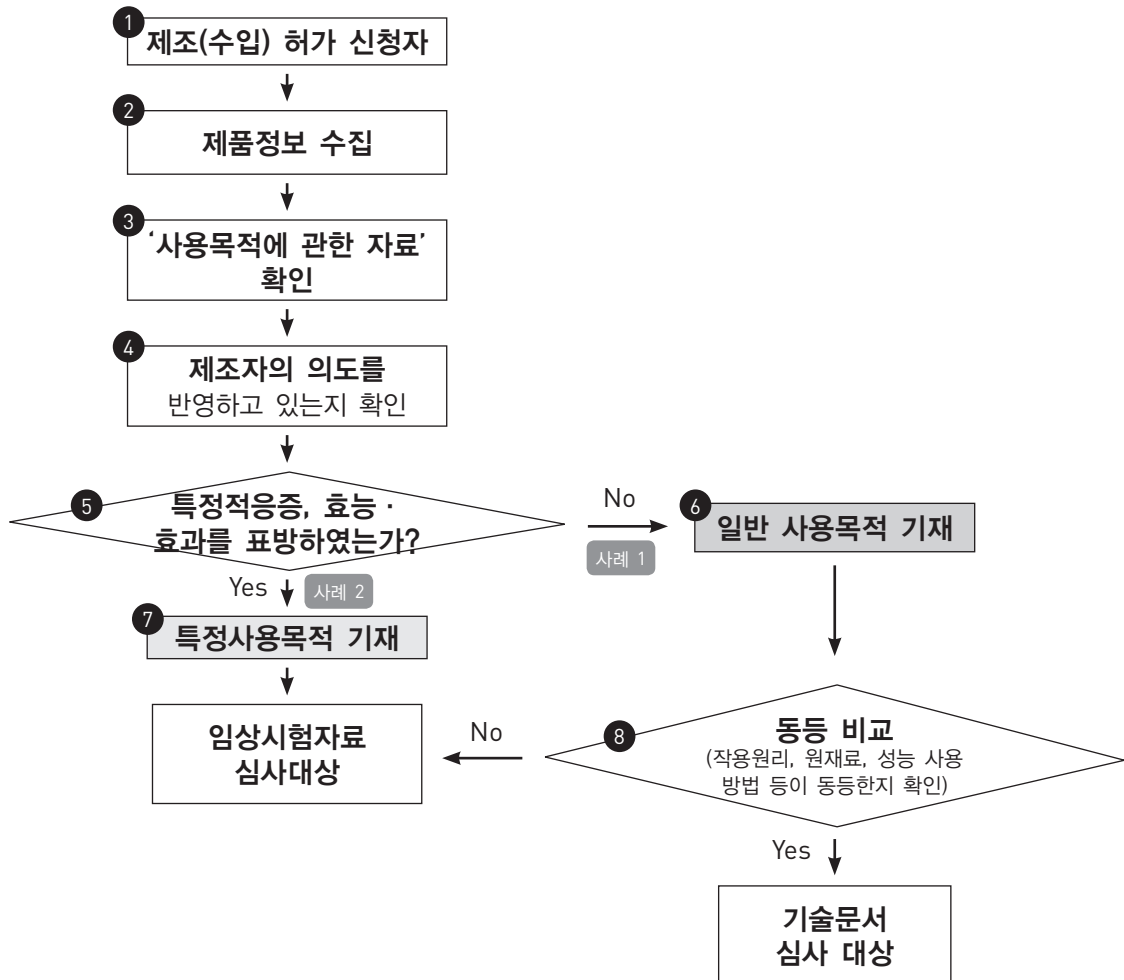 1
제조(수입) 허가 신청자
2
제품정보 수집
3
‘사용목적에 관한 자료’
확인
4
제조자의 의도를
반영하고 있는지 확인
5
특정적응증, 효능 ·
효과를 표방하였는가?
No
사례 1
6
일반 사용목적 기재
Yes
사례 2
7
특정사용목적 기재
임상시험자료
심사대상
No
8
동등 비교
(작용원리, 원재료, 성능 사용
방법 등이 동등한지 확인)
Yes
기술문서
심사 대상